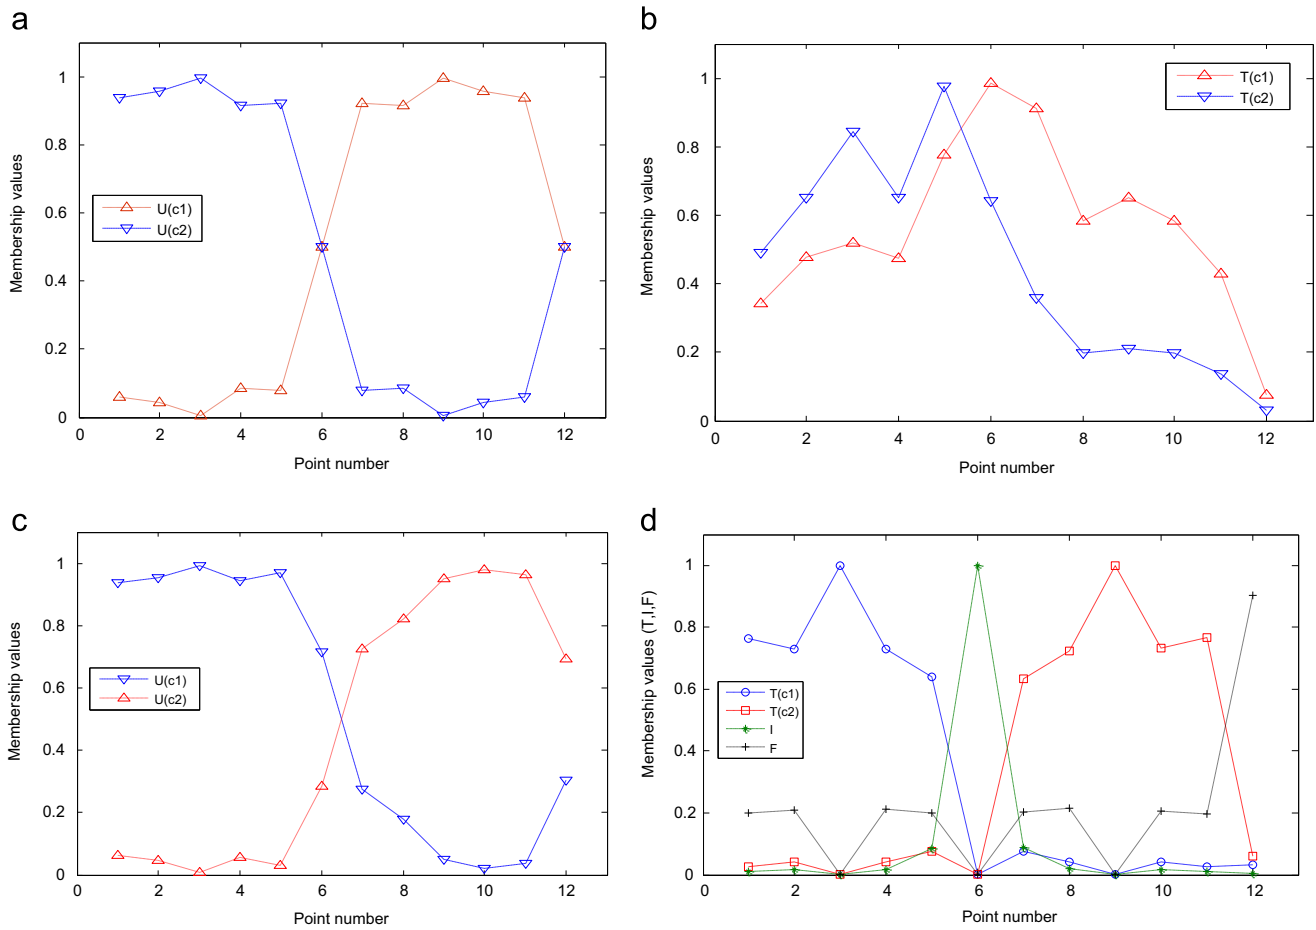 a
1
0.8
0.6
0.4
0.2
0
Membership values
U(c1)
U(c2)
0 2 4 6 8 10 12
Point number
b
1
0.8
0.6
0.4
0.2
0
Membership values
T(c1)
T(c2)
0 2 4 6 8 10 12
Point number
c
1
0.8
0.6
0.4
0.2
0
Membership values
U(c1)
U(c2)
0 2 4 6 8 10 12
Point number
d
1
0.8
0.6
0.4
0.2
0
Membership values (T,I,F)
T(c1)
T(c2)
I
F
0 2 4 6 8 10 12
Point number